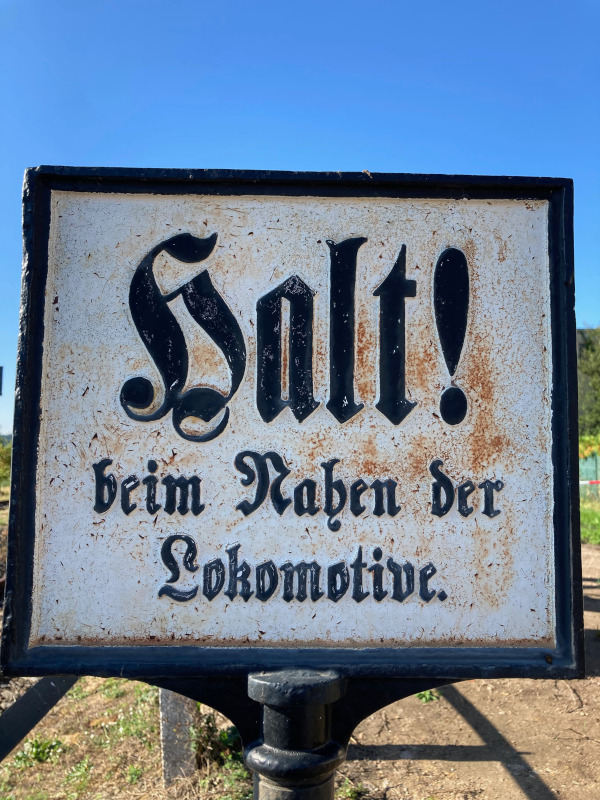 Halt!
beim Nahen der
Lokomotive.